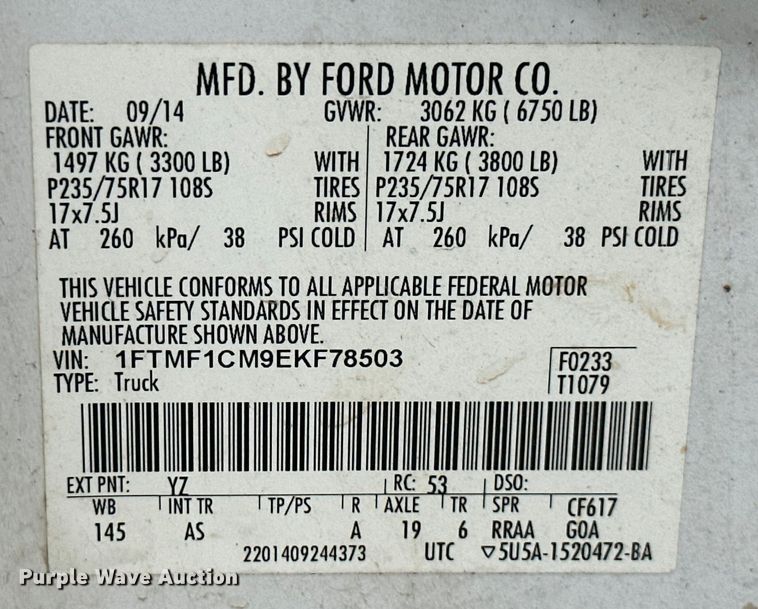 MFD. BY FORD MOTOR CO.
DATE: 09/14 GVWR: 3062 KG ( 6750 LB)
FRONT GAWR: REAR GAWR:
1497 KG ( 3300 LB) WITH 1724 KG ( 3800 LB) WITH
P235/75R17 108S TIRES P235/75R17 108S TIRES
17x7.5J RIMS 17x7.5J RIMS
AT 260 kPa/ 38 PSI COLD AT 260 kPa/ 38 PSI COLD
THIS VEHICLE CONFORMS TO ALL APPLICABLE FEDERAL MOTOR
VEHICLE SAFETY STANDARDS IN EFFECT ON THE DATE OF
MANUFACTURE SHOWN ABOVE.
VIN: 1FTMF1CM9EKF78503 F0233
TYPE: Truck T1079
EXT PNT: YZ RC: 53 DSO:
WB INT TR TP/PS R AXLE TR SPR CF617
145 AS A 19 6 RRAA GOA
2201409244373 UTC ▽5U5A-1520472-BA
Purple Wave Auction